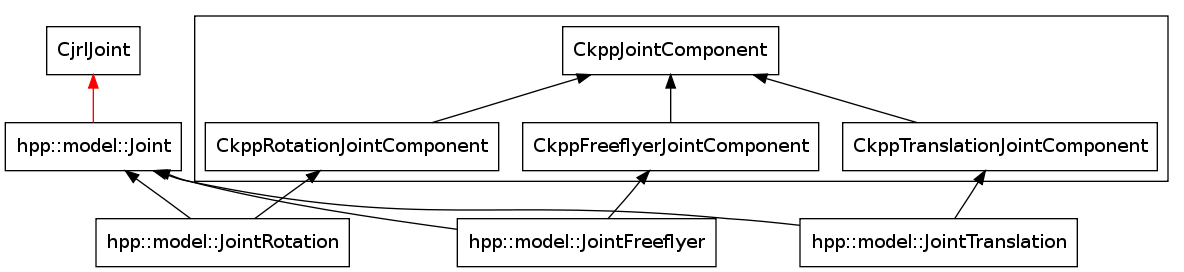 CjrlJoint
CkppJointComponent
hpp::model::Joint
CkppRotationJointComponent
CkppFreeflyerJointComponent
CkppTranslationJointComponent
hpp::model::JointRotation
hpp::model::JointFreeflyer
hpp::model::JointTranslation